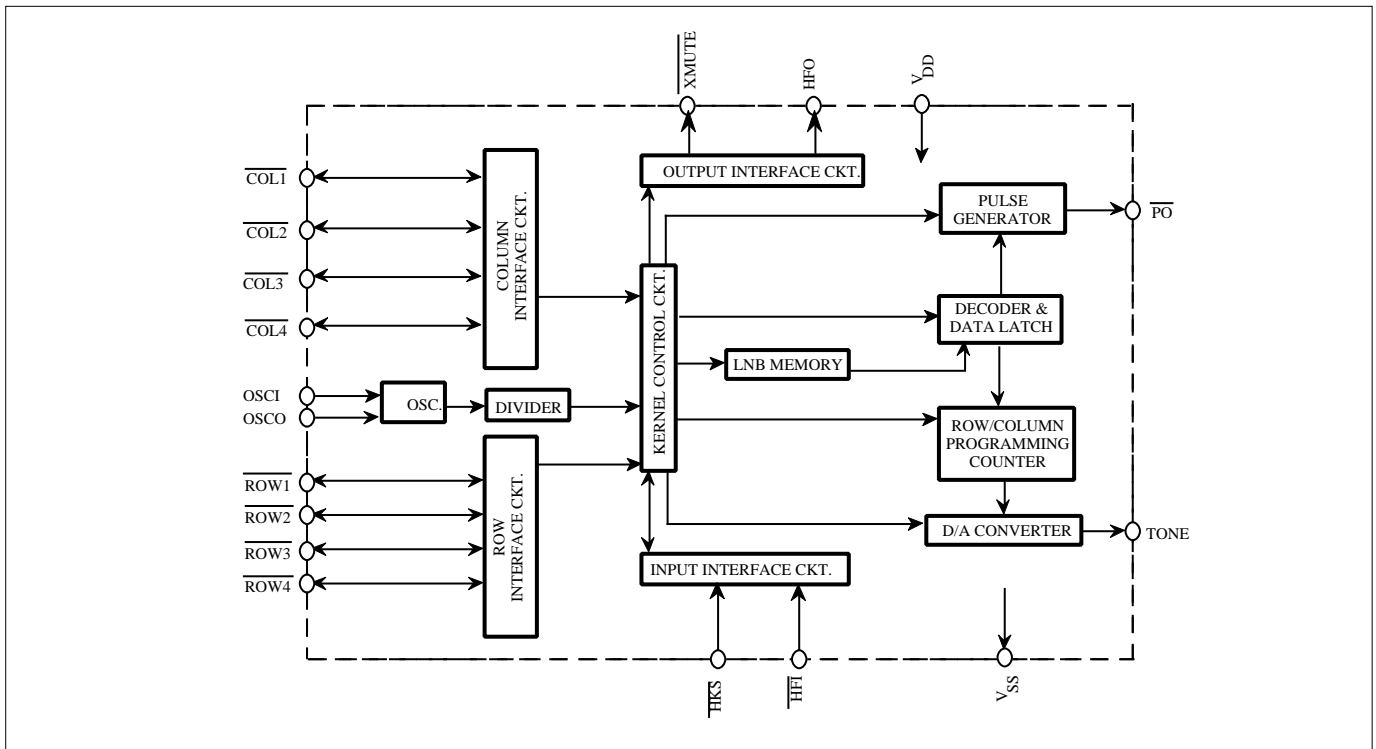 XMUTE
HFO
VDD
COL1
COL2
COL3
COL4
COLUMN
INTERFACE CKT.
OUTPUT INTERFACE CKT.
PULSE
GENERATOR
PO
KERNEL CONTROL CKT.
DECODER &
DATA LATCH
LNB MEMORY
OSCI
OSCO
OSC.
DIVIDER
ROW/COLUMN
PROGRAMMING
COUNTER
ROW1
ROW2
ROW3
ROW4
ROW
INTERFACE CKT.
D/A CONVERTER
TONE
INPUT INTERFACE CKT.
HKS
HFI
VSS